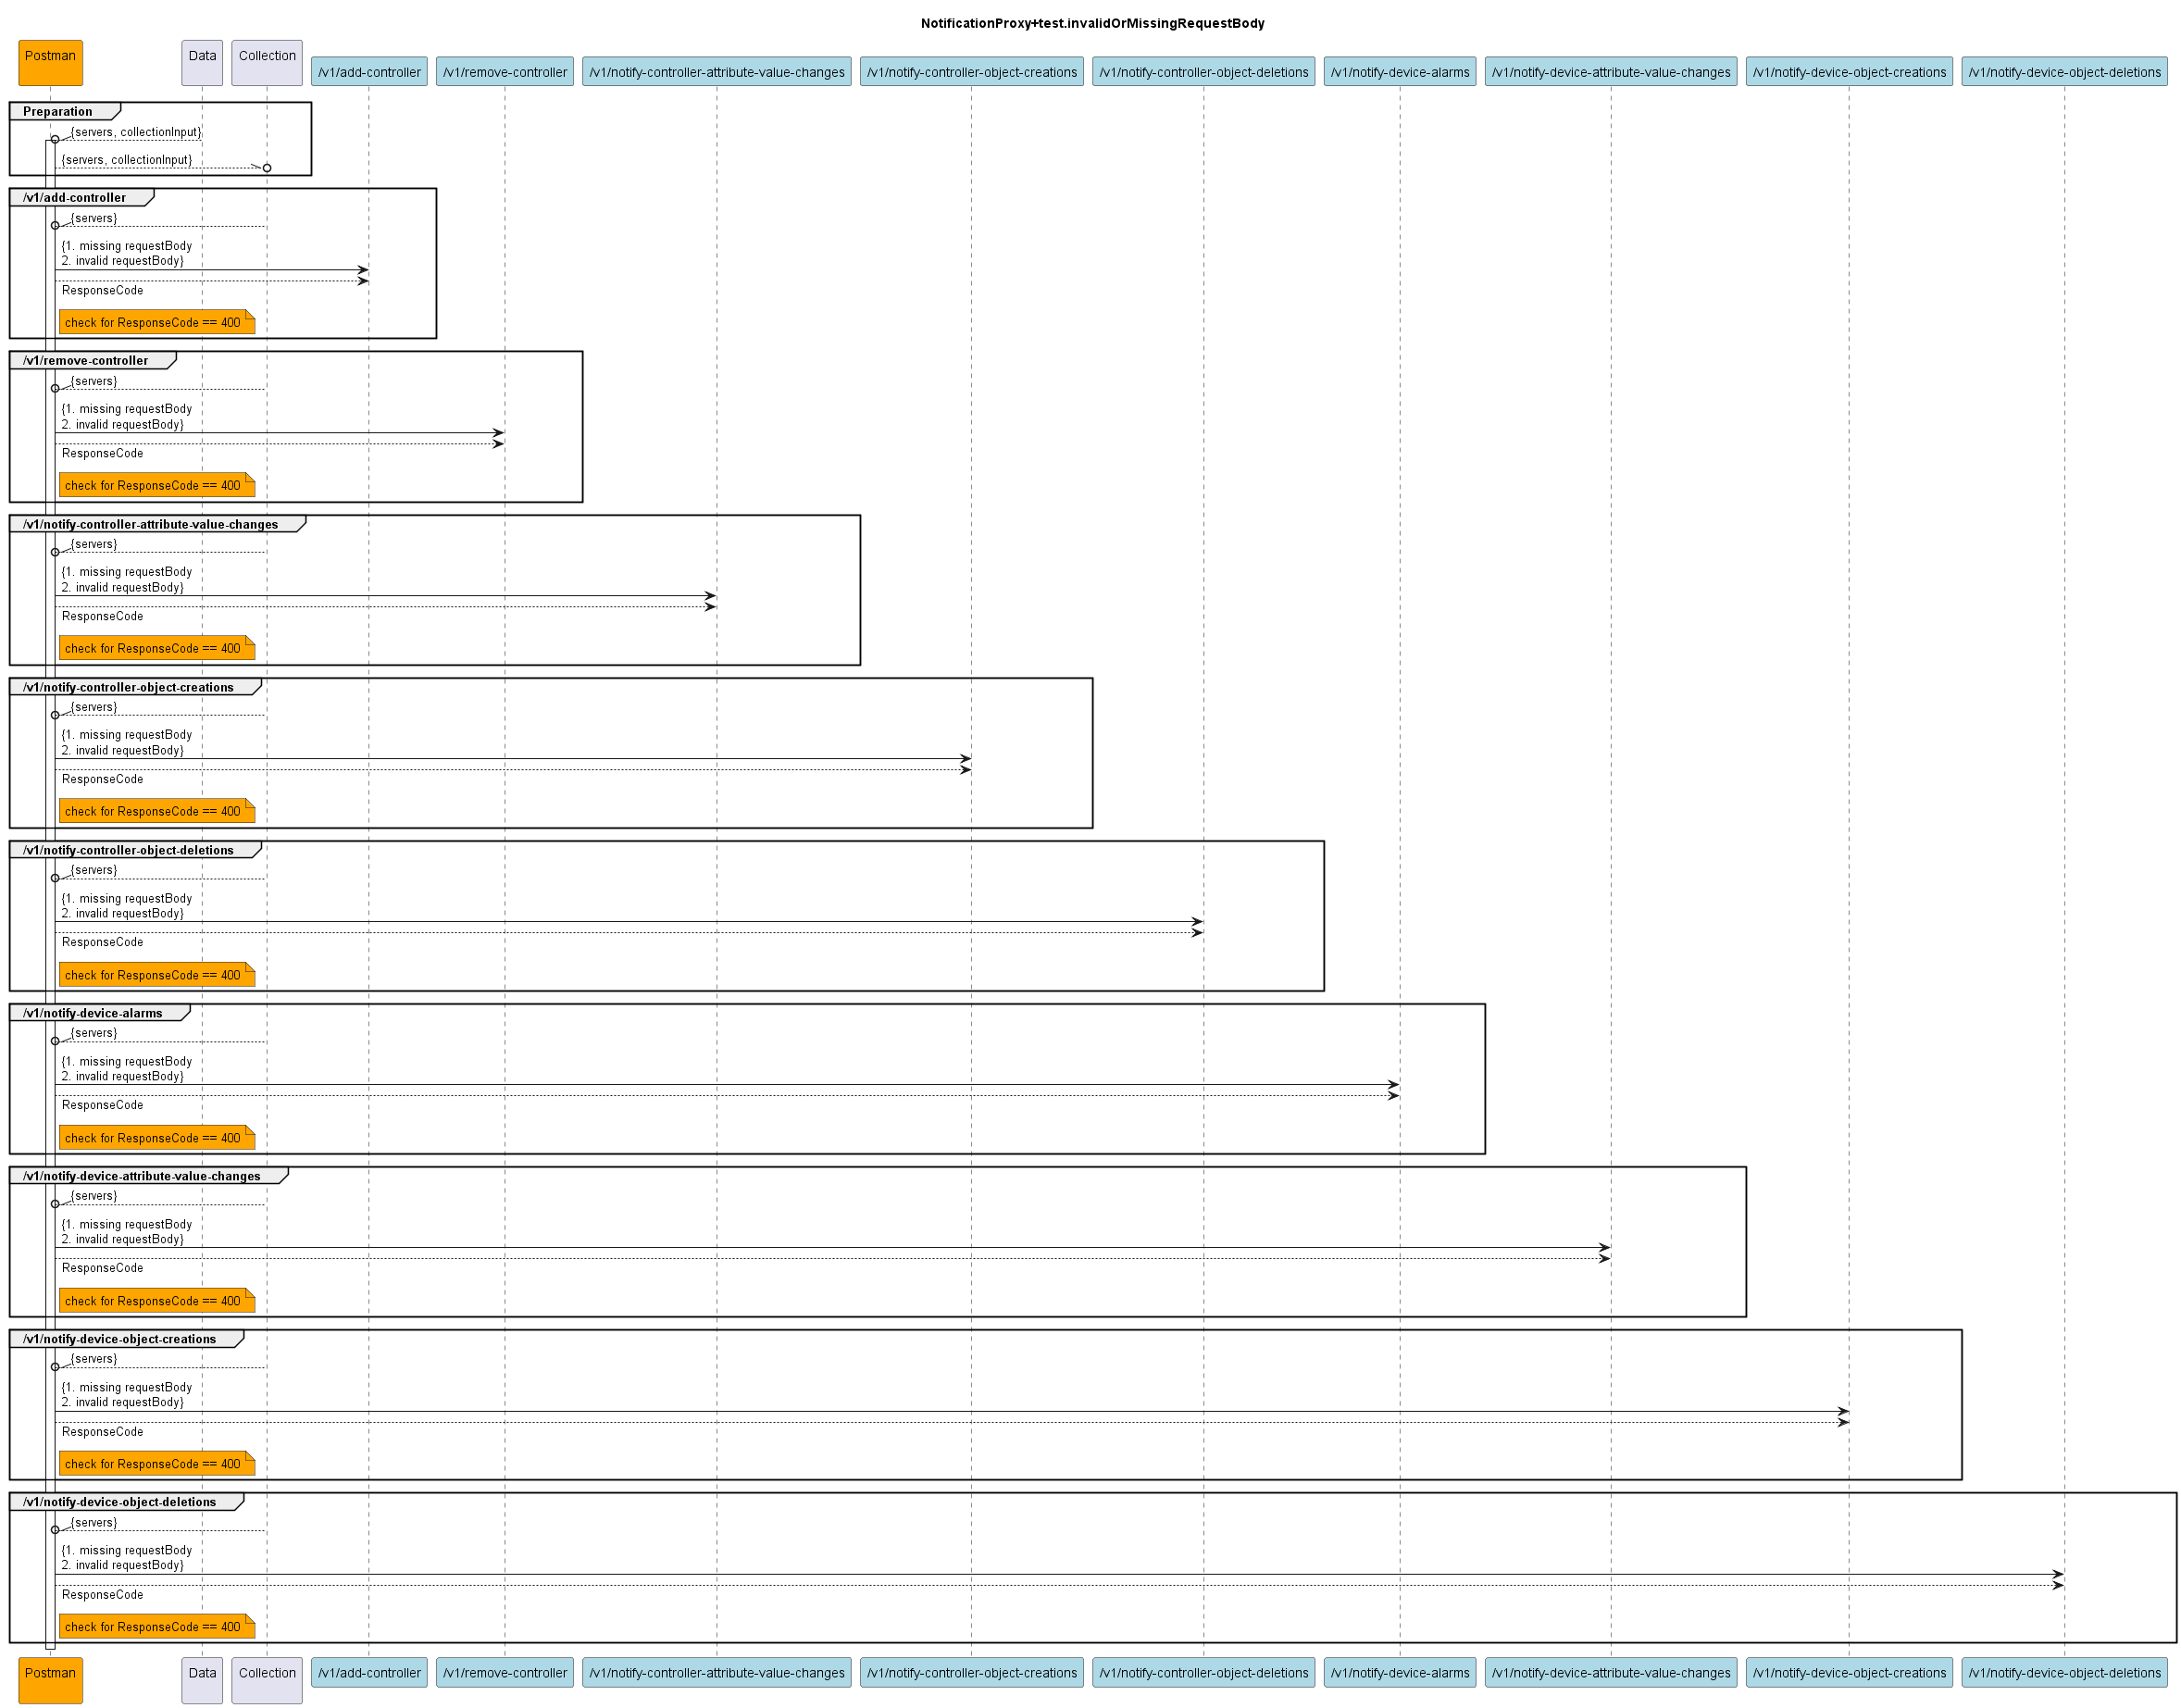 NotificationProxy+test.invalidOrMissingRequestBody
Postman
Data
Collection
/v1/add-controller
/v1/remove-controller
/v1/notify-controller-attribute-value-changes
/v1/notify-controller-object-creations
/v1/notify-controller-object-deletions
/v1/notify-device-alarms
/v1/notify-device-attribute-value-changes
/v1/notify-device-object-creations
/v1/notify-device-object-deletions
Preparation
{servers, collectionInput}
{servers, collectionInput}
/v1/add-controller
{servers}
{1. missing requestBody
2. invalid requestBody}
ResponseCode
check for ResponseCode == 400
/v1/remove-controller
{servers}
{1. missing requestBody
2. invalid requestBody}
ResponseCode
check for ResponseCode == 400
/v1/notify-controller-attribute-value-changes
{servers}
{1. missing requestBody
2. invalid requestBody}
ResponseCode
check for ResponseCode == 400
/v1/notify-controller-object-creations
{servers}
{1. missing requestBody
2. invalid requestBody}
ResponseCode
check for ResponseCode == 400
/v1/notify-controller-object-deletions
{servers}
{1. missing requestBody
2. invalid requestBody}
ResponseCode
check for ResponseCode == 400
/v1/notify-device-alarms
{servers}
{1. missing requestBody
2. invalid requestBody}
ResponseCode
check for ResponseCode == 400
/v1/notify-device-attribute-value-changes
{servers}
{1. missing requestBody
2. invalid requestBody}
ResponseCode
check for ResponseCode == 400
/v1/notify-device-object-creations
{servers}
{1. missing requestBody
2. invalid requestBody}
ResponseCode
check for ResponseCode == 400
/v1/notify-device-object-deletions
{servers}
{1. missing requestBody
2. invalid requestBody}
ResponseCode
check for ResponseCode == 400
Postman
Data
Collection
/v1/add-controller
/v1/remove-controller
/v1/notify-controller-attribute-value-changes
/v1/notify-controller-object-creations
/v1/notify-controller-object-deletions
/v1/notify-device-alarms
/v1/notify-device-attribute-value-changes
/v1/notify-device-object-creations
/v1/notify-device-object-deletions